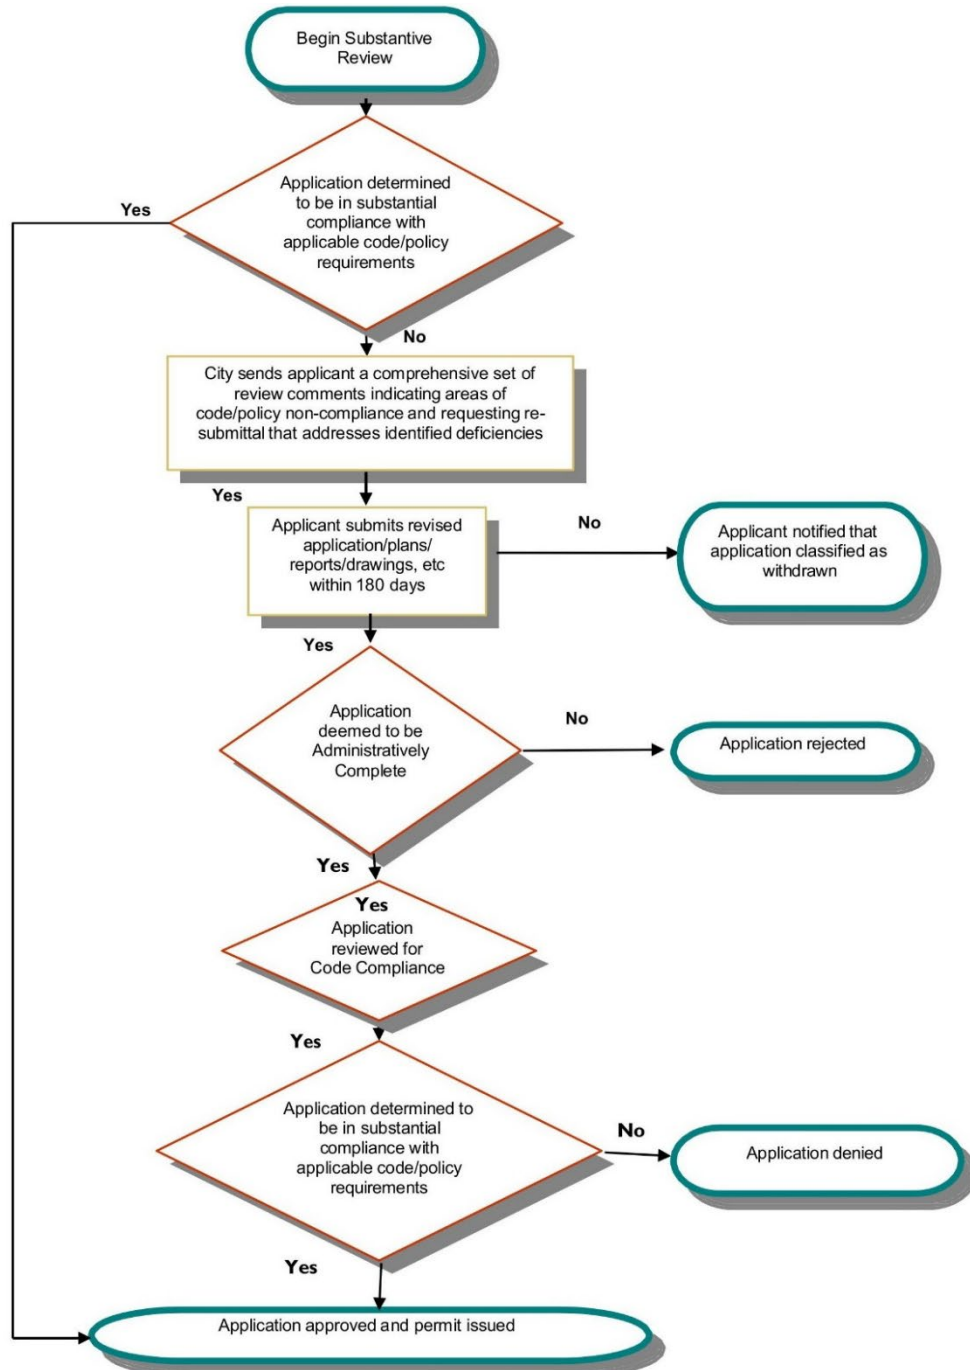 Begin Substantive
Review
Application determined
to be in substantial
compliance with
applicable code/policy
requirements
Yes
No
City sends applicant a comprehensive set of
review comments indicating areas of
code/policy non-compliance and requesting re-
submittal that addresses identified deficiencies
Yes
Applicant submits revised
application/plans/
reports/drawings, etc
within 180 days
No
Applicant notified that
application classified as
withdrawn
Yes
Application
deemed to be
Administratively
Complete
No
Application rejected
Yes
Yes
Application
reviewed for
Code Compliance
Yes
Application determined to
be in substantial
compliance with
applicable code/policy
requirements
No
Application denied
Yes
Application approved and permit issued